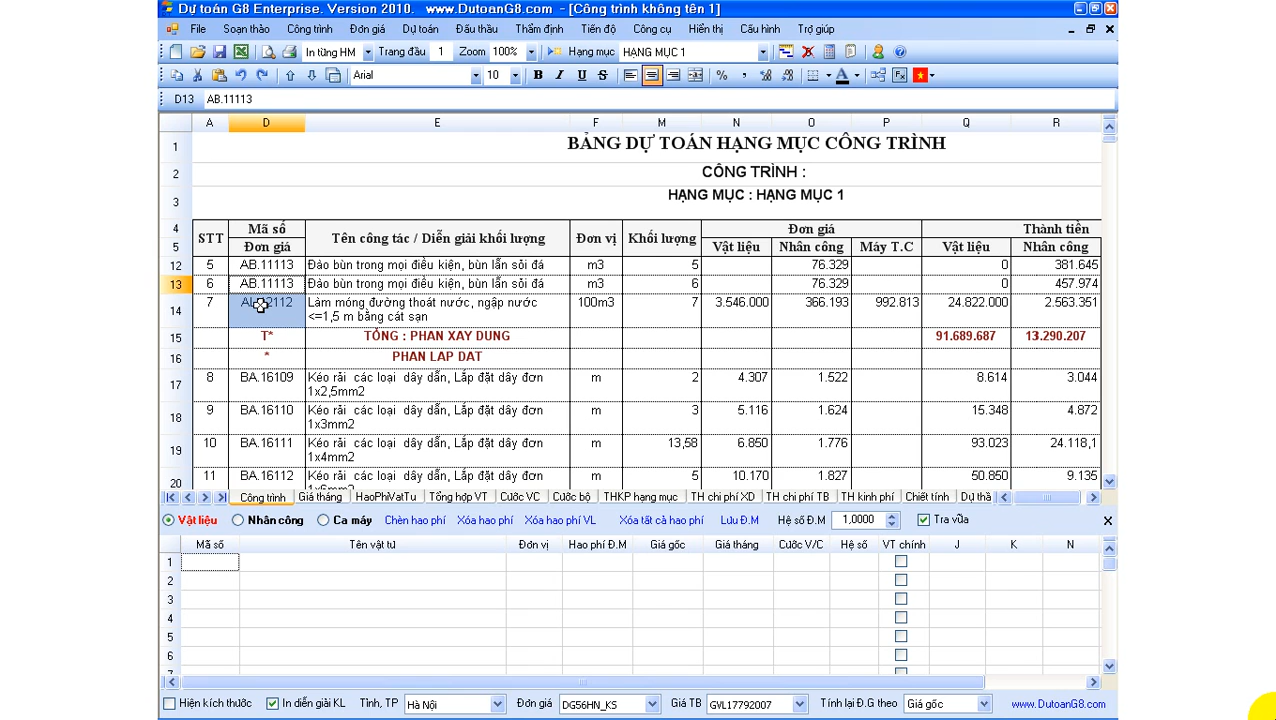 Dự toán G8 Enterprise. Version 2010. www.DutoanG8.com - [Công trình không tên 1]
File Soạn thảo Công trình Đơn giá Dự toán Đấu thầu Thẩm định Tiến độ Công cụ Hiển thị Cấu hình Trợ giúp
In từng HM Trang đầu 1 Zoom 100% Hạng mục HẠNG MỤC 1
Arial 10 B I U S % ,
D13 AB.11113
A D E F M N O P Q R
1 BẢNG DỰ TOÁN HẠNG MỤC CÔNG TRÌNH
2 CÔNG TRÌNH :
3 HẠNG MỤC : HẠNG MỤC 1
4 STT Mã số Tên công tác / Diễn giải khối lượng Đơn vị Khối lượng Đơn giá Thành tiền
5 Đơn giá Vật liệu Nhân công Máy T.C Vật liệu Nhân công
12 5 AB.11113 Đào bùn trong mọi điều kiện, bùn lẫn sỏi đá m3 5 76.329 0 381.645
13 6 AB.11113 Đào bùn trong mọi điều kiện, bùn lẫn sỏi đá m3 6 76.329 0 457.974
14 7 Làm móng đường thoát nước, ngập nước 100m3 7 3.546.000 366.193 992.813 24.822.000 2.563.351
<=1,5 m bằng cát sạn
15 T* TỔNG : PHAN XAY DUNG 91.689.687 13.290.207
16 * PHAN LAP DAT
17 8 BA.16109 Kéo rải các loại dây dẫn, Lắp đặt dây đơn m 2 4.307 1.522 8.614 3.044
1x2,5mm2
18 9 BA.16110 Kéo rải các loại dây dẫn, Lắp đặt dây đơn m 3 5.116 1.624 15.348 4.872
1x3mm2
19 10 BA.16111 Kéo rải các loại dây dẫn, Lắp đặt dây đơn m 13,58 6.850 1.776 93.023 24.118,1
1x4mm2
20 11 BA.16112 Kéo rải các loại dây dẫn, Lắp đặt dây đơn m 5 10.170 1.827 50.850 9.135
Công trình Giá tháng HaoPhiVatTu Tổng hợp VT Cước VC Cước bộ THKP hạng mục TH chi phí XD TH chi phí TB TH kinh phí Chiết tính Dự thầ
Vật liệu Nhân công Ca máy Chèn hao phí Xóa hao phí Xóa hao phí VL Xóa tất cả hao phí Lưu Đ.M Hệ số Đ.M 1,0000 Tra vữa
Mã số Tên vật tư Đơn vị Hao phí Đ.M Giá gốc Giá tháng Cước V/C Hệ số VT chính J K N
1
2
3
4
5
6
7
Hiện kích thước In diễn giải KL Tỉnh, TP Hà Nội Đơn giá DG56HN_KS Giá TB GVL17792007 Tính lại Đ.G theo Giá gốc www.DutoanG8.com